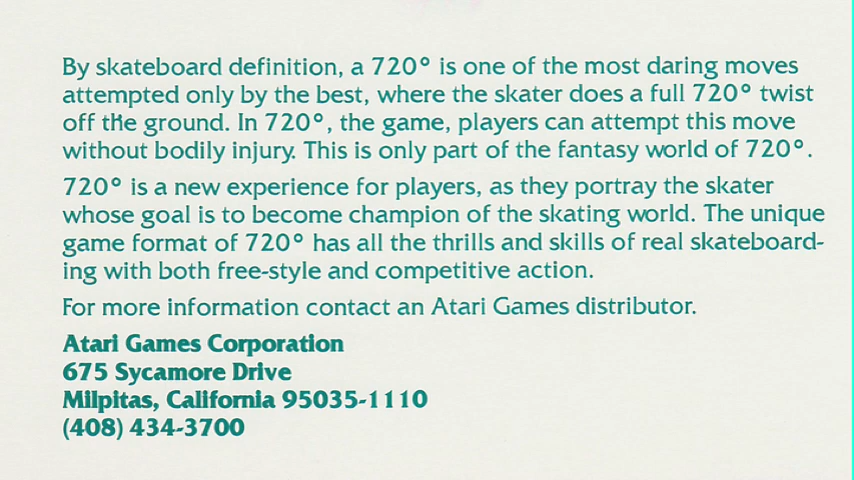 By skateboard definition, a 720° is one of the most daring moves
attempted only by the best, where the skater does a full 720° twist
off the ground. In 720°, the game, players can attempt this move
without bodily injury. This is only part of the fantasy world of 720°.
720° is a new experience for players, as they portray the skater
whose goal is to become champion of the skating world. The unique
game format of 720° has all the thrills and skills of real skateboard-
ing with both free-style and competitive action.
For more information contact an Atari Games distributor.
Atari Games Corporation
675 Sycamore Drive
Milpitas, California 95035-1110
(408) 434-3700